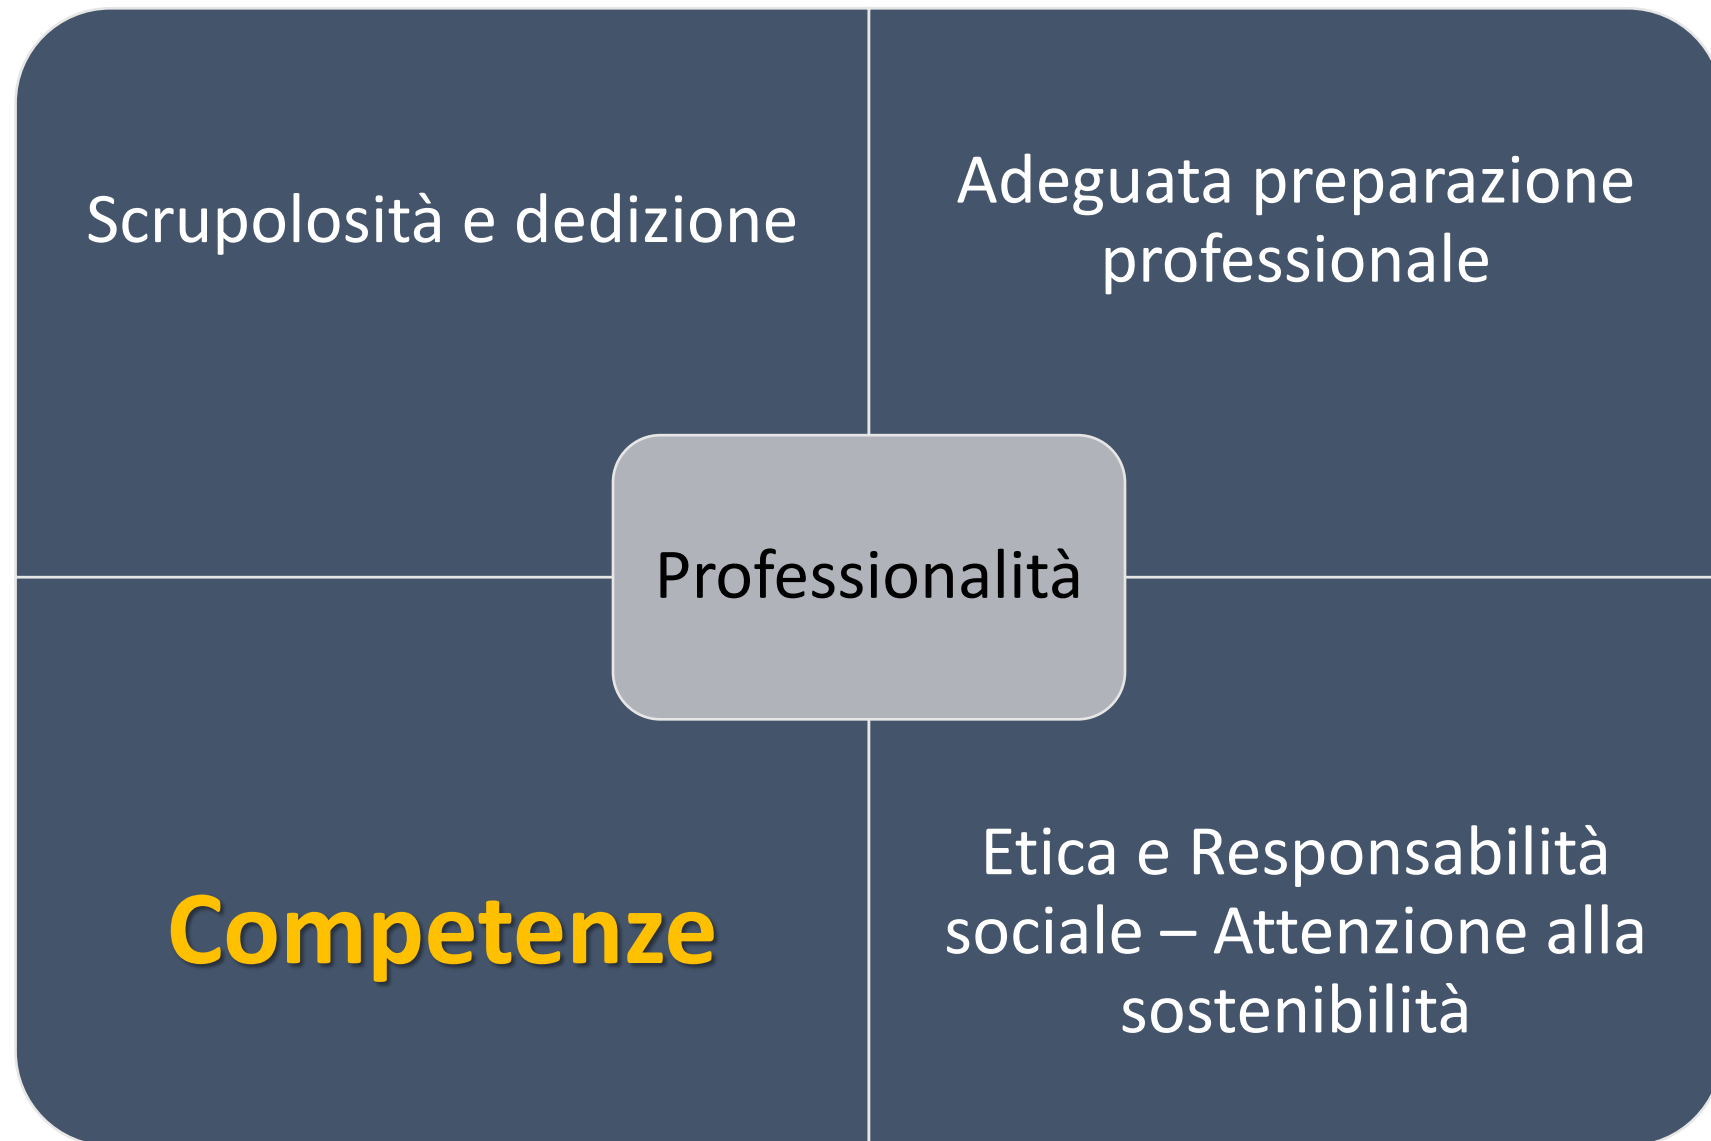 Scrupolosità e dedizione
Adeguata preparazione
professionale
Professionalità
Competenze
Etica e Responsabilità
sociale – Attenzione alla
sostenibilità